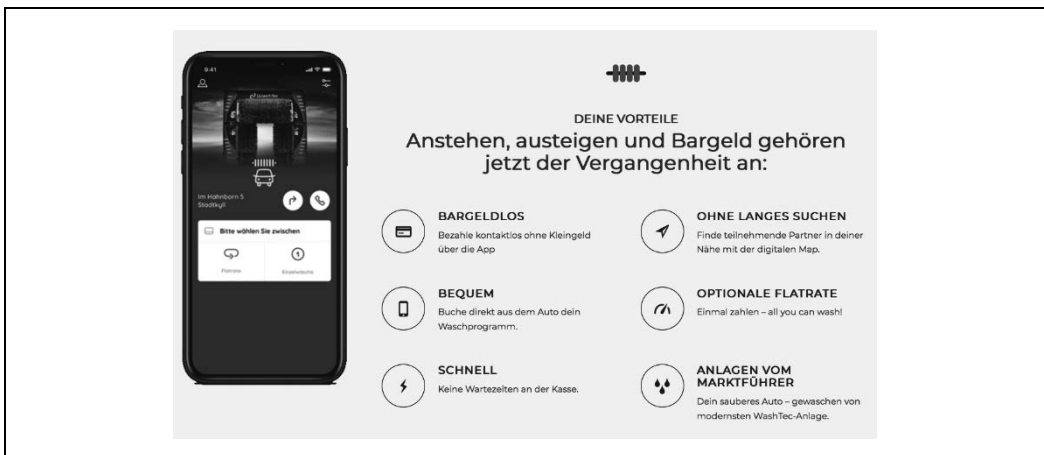 9:41
WashTec
Im Hahnborn 5
Stadtkyll
Bitte wählen Sie zwischen
Flatrate
1
Einzelwäsche
DEINE VORTEILE
Anstehen, austeigen und Bargeld gehören
jetzt der Vergangenheit an:
BARGELDLOS
Bezahle kontaktlos ohne Kleingeld
über die App
OHNE LANGES SUCHEN
Finde teilnehmende Partner in deiner
Nähe mit der digitalen Map.
BEQUEM
Buche direkt aus dem Auto dein
Waschprogramm.
OPTIONALE FLATRATE
Einmal zahlen – all you can wash!
SCHNELL
Keine Wartezeiten an der Kasse.
ANLAGEN VOM
MARKTFÜHRER
Dein sauberes Auto – gewaschen von
modernsten WashTec-Anlage.